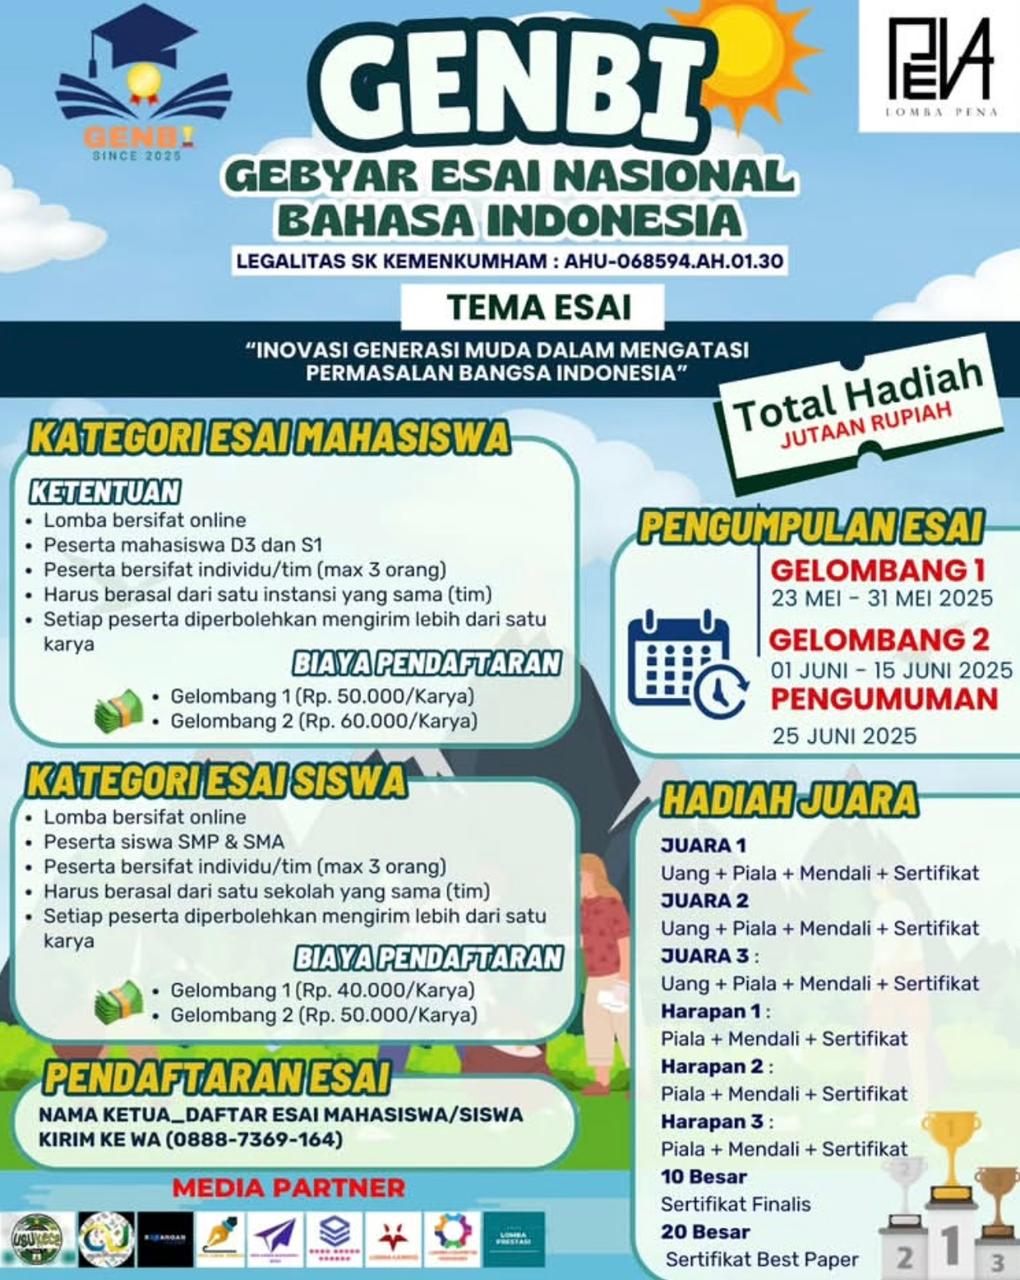 GENBI
SINCE 2025
GENBI
PENA
LOMBA PENA
GEBYAR ESAI NASIONAL
BAHASA INDONESIA
LEGALITAS SK KEMENKUMHAM : AHU-068594.AH.01.30
TEMA ESAI
“INOVASI GENERASI MUDA DALAM MENGATASI
PERMASALAN BANGSA INDONESIA”
Total Hadiah
JUTAAN RUPIAH
KATEGORI ESAI MAHASISWA
KETENTUAN
• Lomba bersifat online
• Peserta mahasiswa D3 dan S1
• Peserta bersifat individu/tim (max 3 orang)
• Harus berasal dari satu instansi yang sama (tim)
• Setiap peserta diperbolehkan mengirim lebih dari satu
karya
BIAYA PENDAFTARAN
• Gelombang 1 (Rp. 50.000/Karya)
• Gelombang 2 (Rp. 60.000/Karya)
KATEGORI ESAI SISWA
• Lomba bersifat online
• Peserta siswa SMP & SMA
• Peserta bersifat individu/tim (max 3 orang)
• Harus berasal dari satu sekolah yang sama (tim)
• Setiap peserta diperbolehkan mengirim lebih dari satu
karya
BIAYA PENDAFTARAN
• Gelombang 1 (Rp. 40.000/Karya)
• Gelombang 2 (Rp. 50.000/Karya)
PENDAFTARAN ESAI
NAMA KETUA_DAFTAR ESAI MAHASISWA/SISWA
KIRIM KE WA (0888-7369-164)
MEDIA PARTNER
LOMBA
PRESTASI
PENGUMPULAN ESAI
GELOMBANG 1
23 MEI - 31 MEI 2025
GELOMBANG 2
01 JUNI - 15 JUNI 2025
PENGUMUMAN
25 JUNI 2025
HADIAH JUARA
JUARA 1
Uang + Piala + Mendali + Sertifikat
JUARA 2
Uang + Piala + Mendali + Sertifikat
JUARA 3 :
Uang + Piala + Mendali + Sertifikat
Harapan 1 :
Piala + Mendali + Sertifikat
Harapan 2 :
Piala + Mendali + Sertifikat
Harapan 3 :
Piala + Mendali + Sertifikat
10 Besar
Sertifikat Finalis
20 Besar
Sertifikat Best Paper
2 1 3